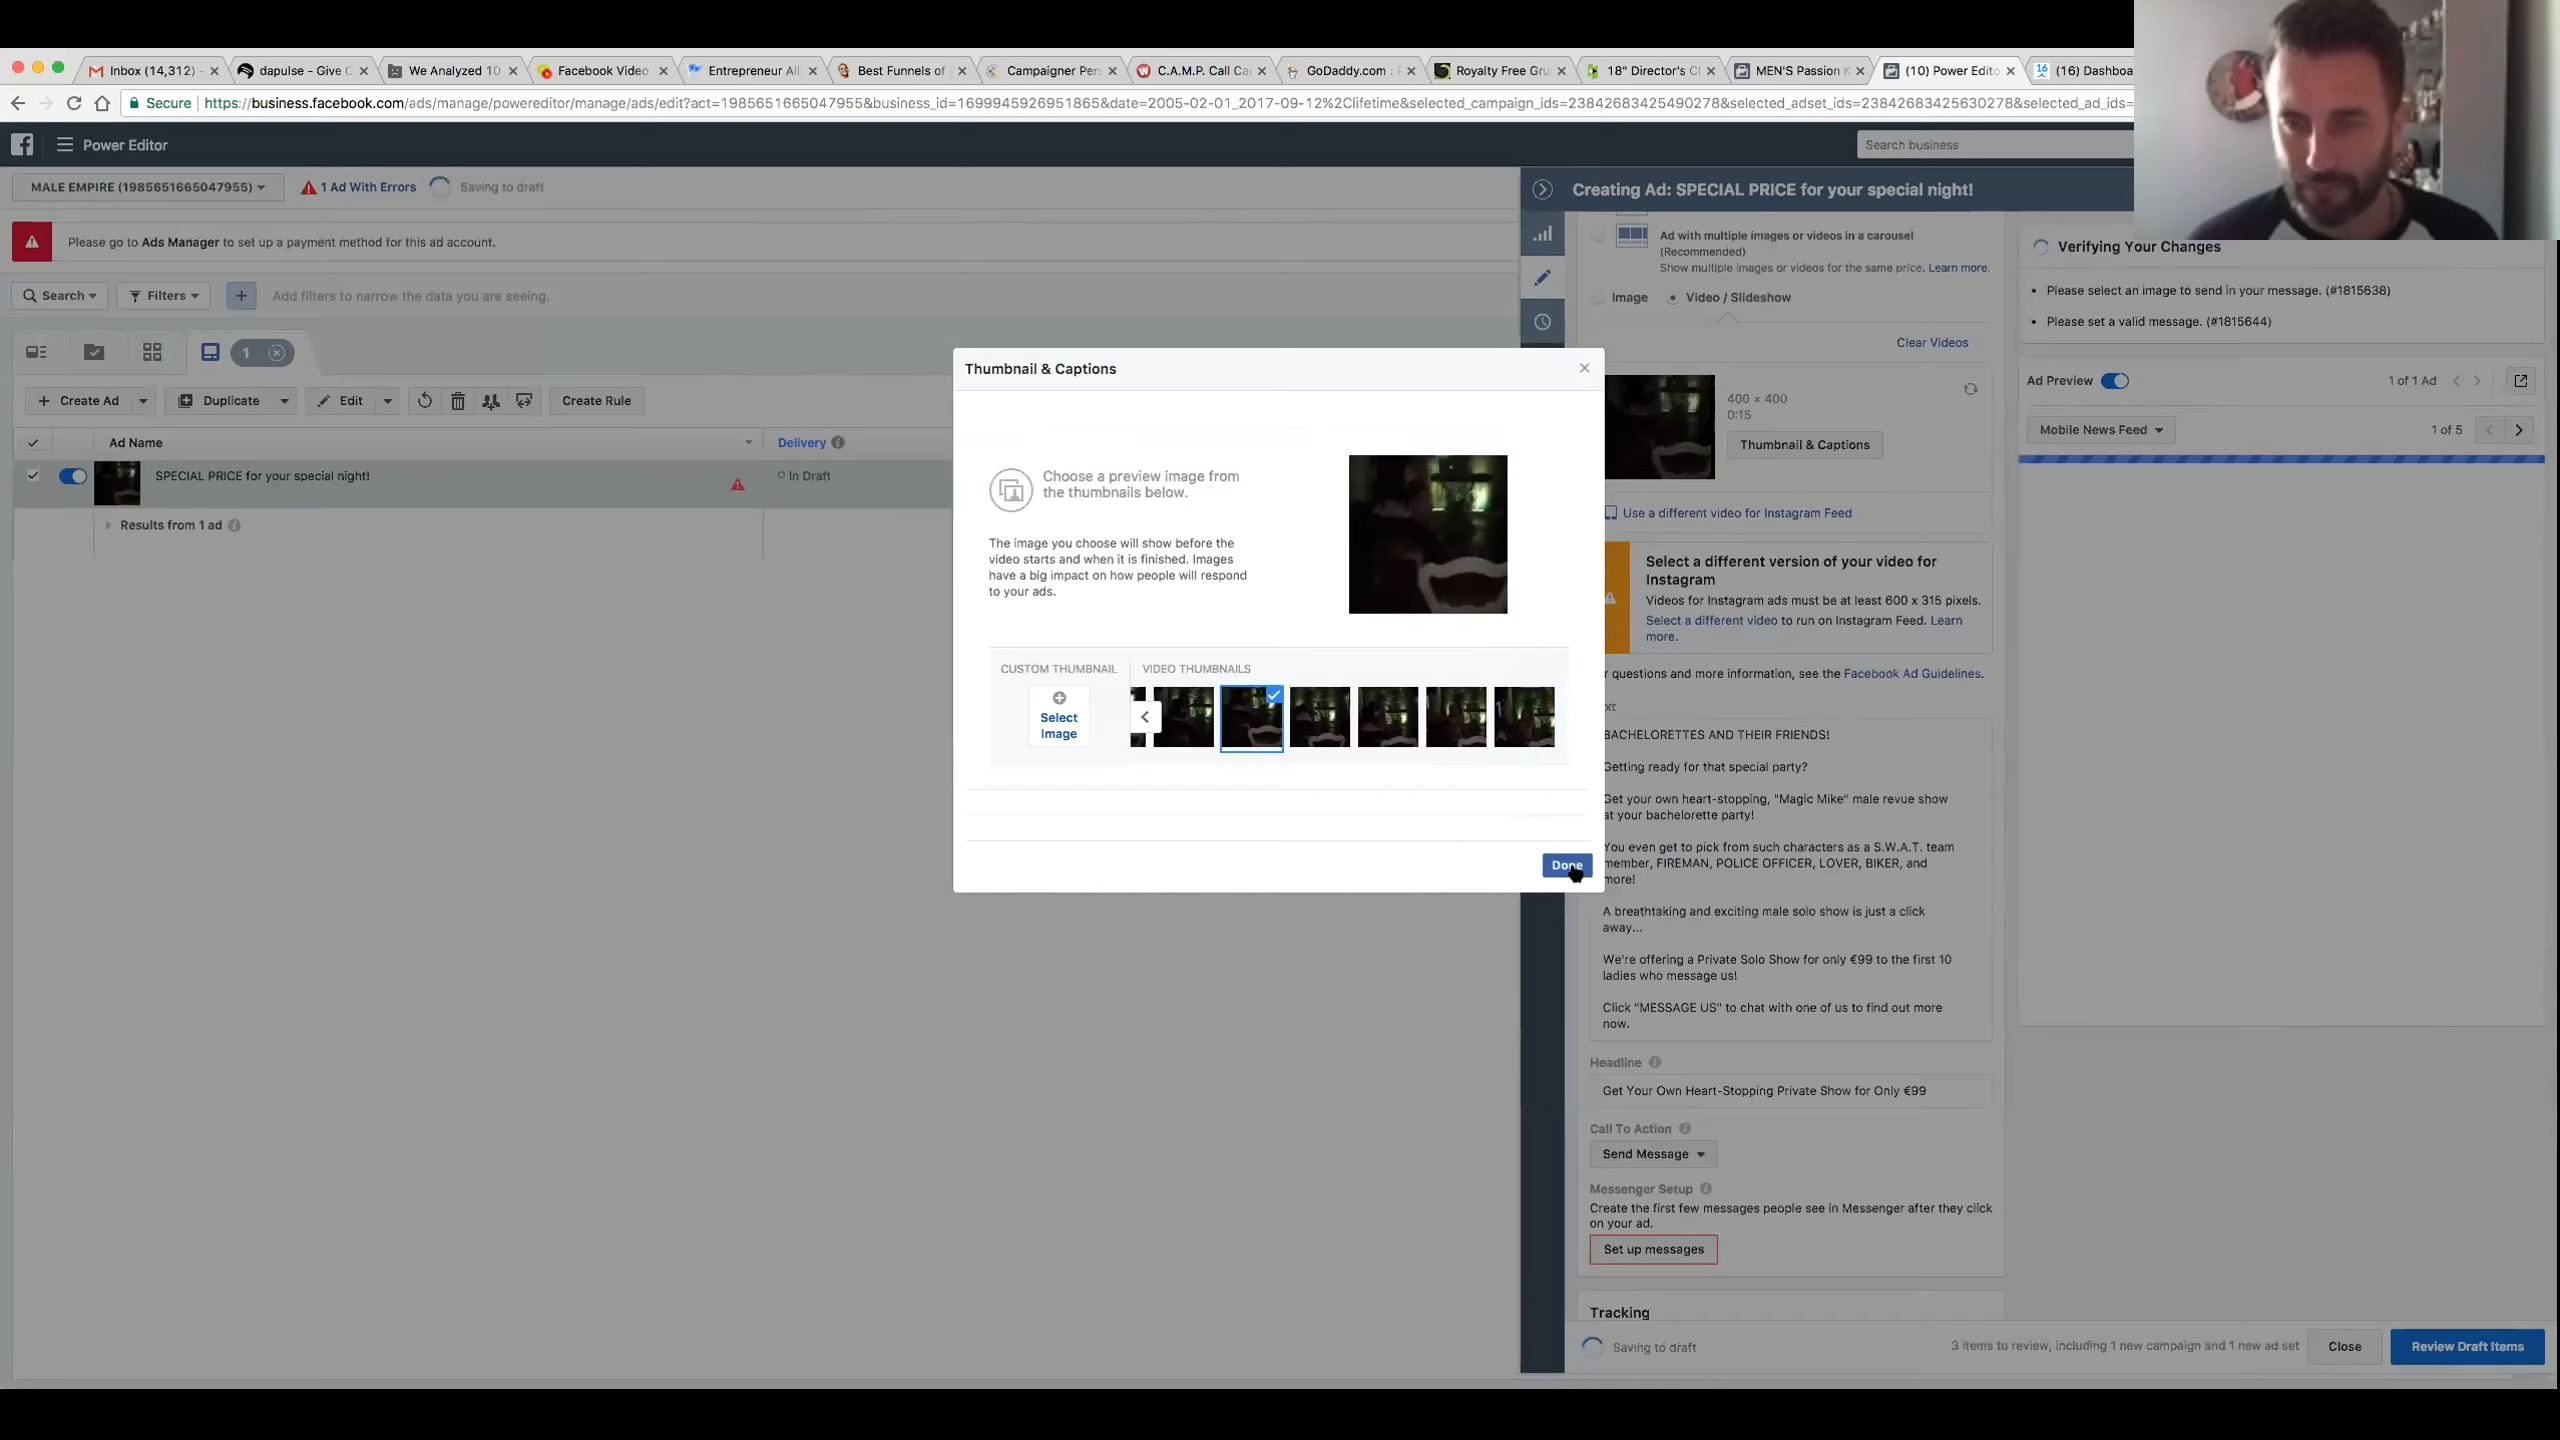 Inbox (14,312) -
dapulse - Give C
We Analyzed 10
Facebook Video
Entrepreneur All
Best Funnels of
Campaigner Per
C.A.M.P. Call Ca
GoDaddy.com : F
Royalty Free Gru
18" Director's Cl
MEN'S Passion K
(10) Power Edito
16
(16) Dashboa
Secure
https://business.facebook.com/ads/manage/powereditor/manage/ads/edit?act=1985651665047955&business_id=1699945926951865&date=2005-02-01_2017-09-12%2Clifetime&selected_campaign_ids=23842683425490278&selected_adset_ids=23842683425630278&selected_ad_ids=
Power Editor
Search business
MALE EMPIRE (1985651665047955)
1 Ad With Errors
Saving to draft
Please go to Ads Manager to set up a payment method for this ad account.
Search
Filters
Add filters to narrow the data you are seeing.
1
Create Ad
Duplicate
Edit
Create Rule
Ad Name
Delivery
SPECIAL PRICE for your special night!
In Draft
Results from 1 ad
Thumbnail & Captions
Choose a preview image from
the thumbnails below.
The image you choose will show before the
video starts and when it is finished. Images
have a big impact on how people will respond
to your ads.
CUSTOM THUMBNAIL
VIDEO THUMBNAILS
Select
Image
Done
Creating Ad: SPECIAL PRICE for your special night!
Ad with multiple images or videos in a carousel
(Recommended)
Show multiple images or videos for the same price. Learn more.
Image
Video / Slideshow
Clear Videos
400 × 400
0:15
Thumbnail & Captions
Use a different video for Instagram Feed
Select a different version of your video for
Instagram
Videos for Instagram ads must be at least 600 x 315 pixels.
Select a different video to run on Instagram Feed. Learn
more.
r questions and more information, see the Facebook Ad Guidelines.
xt
BACHELORETTES AND THEIR FRIENDS!
Getting ready for that special party?
Get your own heart-stopping, "Magic Mike" male revue show
at your bachelorette party!
You even get to pick from such characters as a S.W.A.T. team
member, FIREMAN, POLICE OFFICER, LOVER, BIKER, and
more!
A breathtaking and exciting male solo show is just a click
away...
We're offering a Private Solo Show for only €99 to the first 10
ladies who message us!
Click "MESSAGE US" to chat with one of us to find out more
now.
Headline
Get Your Own Heart-Stopping Private Show for Only €99
Call To Action
Send Message
Messenger Setup
Create the first few messages people see in Messenger after they click
on your ad.
Set up messages
Tracking
Saving to draft
3 items to review, including 1 new campaign and 1 new ad set
Close
Review Draft Items
Verifying Your Changes
Please select an image to send in your message. (#1815638)
Please set a valid message. (#1815644)
Ad Preview
1 of 1 Ad
Mobile News Feed
1 of 5